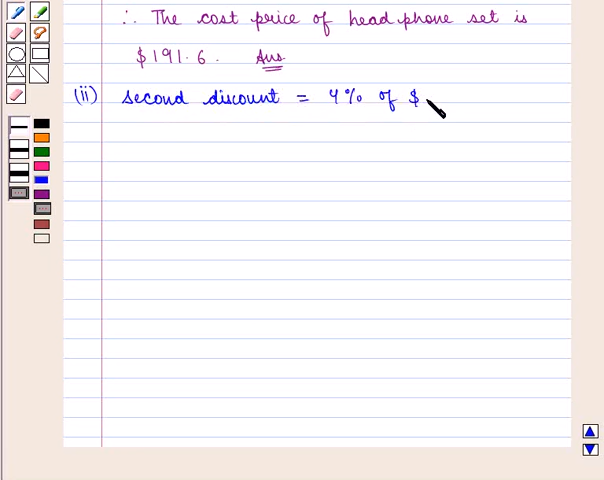 ∴ The cost price of head phone set is
$191.6. Ans
(ii) second discount = 4% of $